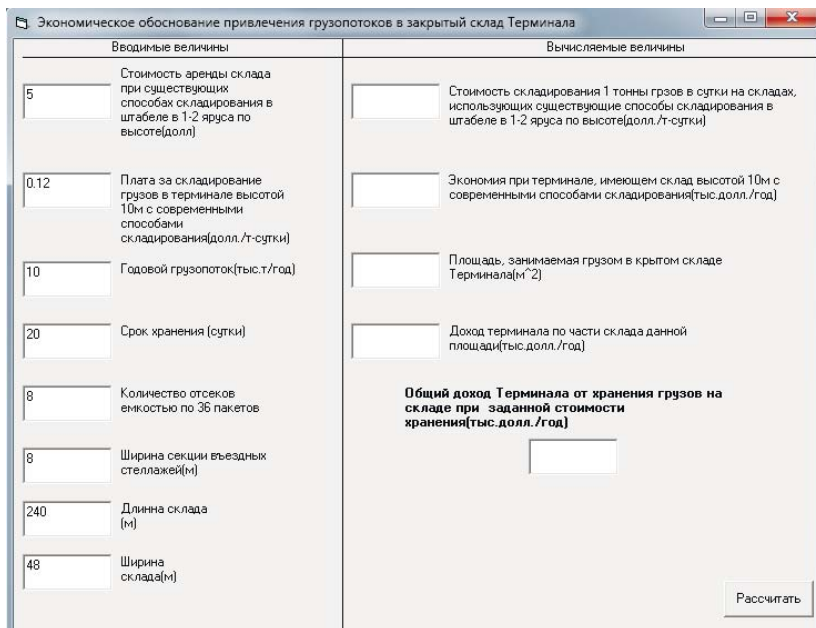 Экономическое обоснование привлечения грузопотоков в закрытый склад Терминала
Вводимые величины
5
Стоимость аренды склада
при существующих
способах складирования в
штабеле в 1-2 яруса по
высоте(долл)
0.12
Плата за складирование
грузов в терминале высотой
10м с современными
способами
складирования(долл./т-сутки)
10
Годовой грузопоток(тыс.т/год)
20
Срок хранения (сутки)
8
Количество отсеков
емкостью по 36 пакетов
8
Ширина секции въездных
стеллажей(м)
240
Длинна склада
(м)
48
Ширина
склада(м)
Вычисляемые величины
Стоимость складирования 1 тонны грзов в сутки на складах,
использующих существующие способы складирования в
штабеле в 1-2 яруса по высоте(долл./т-сутки)
Экономия при терминале, имеющем склад высотой 10м с
современными способами складирования(тыс.долл./год)
Площадь, занимаемая грузом в крытом складе
Терминала(м^2)
Доход терминала по части склада данной
площади(тыс.долл./год)
Общий доход Терминала от хранения грузов на
складе при заданной стоимости
хранения(тыс.долл./год)
Рассчитать